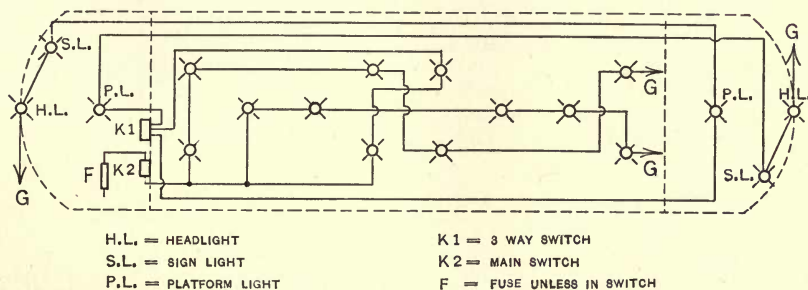 G
S.L.
P.L.
H.L.
K1
K2
F
G
G
G
P.L.
H.L.
S.L.
G
H.L. = HEADLIGHT
S.L. = SIGN LIGHT
P.L. = PLATFORM LIGHT
K1 = 3 WAY SWITCH
K2 = MAIN SWITCH
F = FUSE UNLESS IN SWITCH